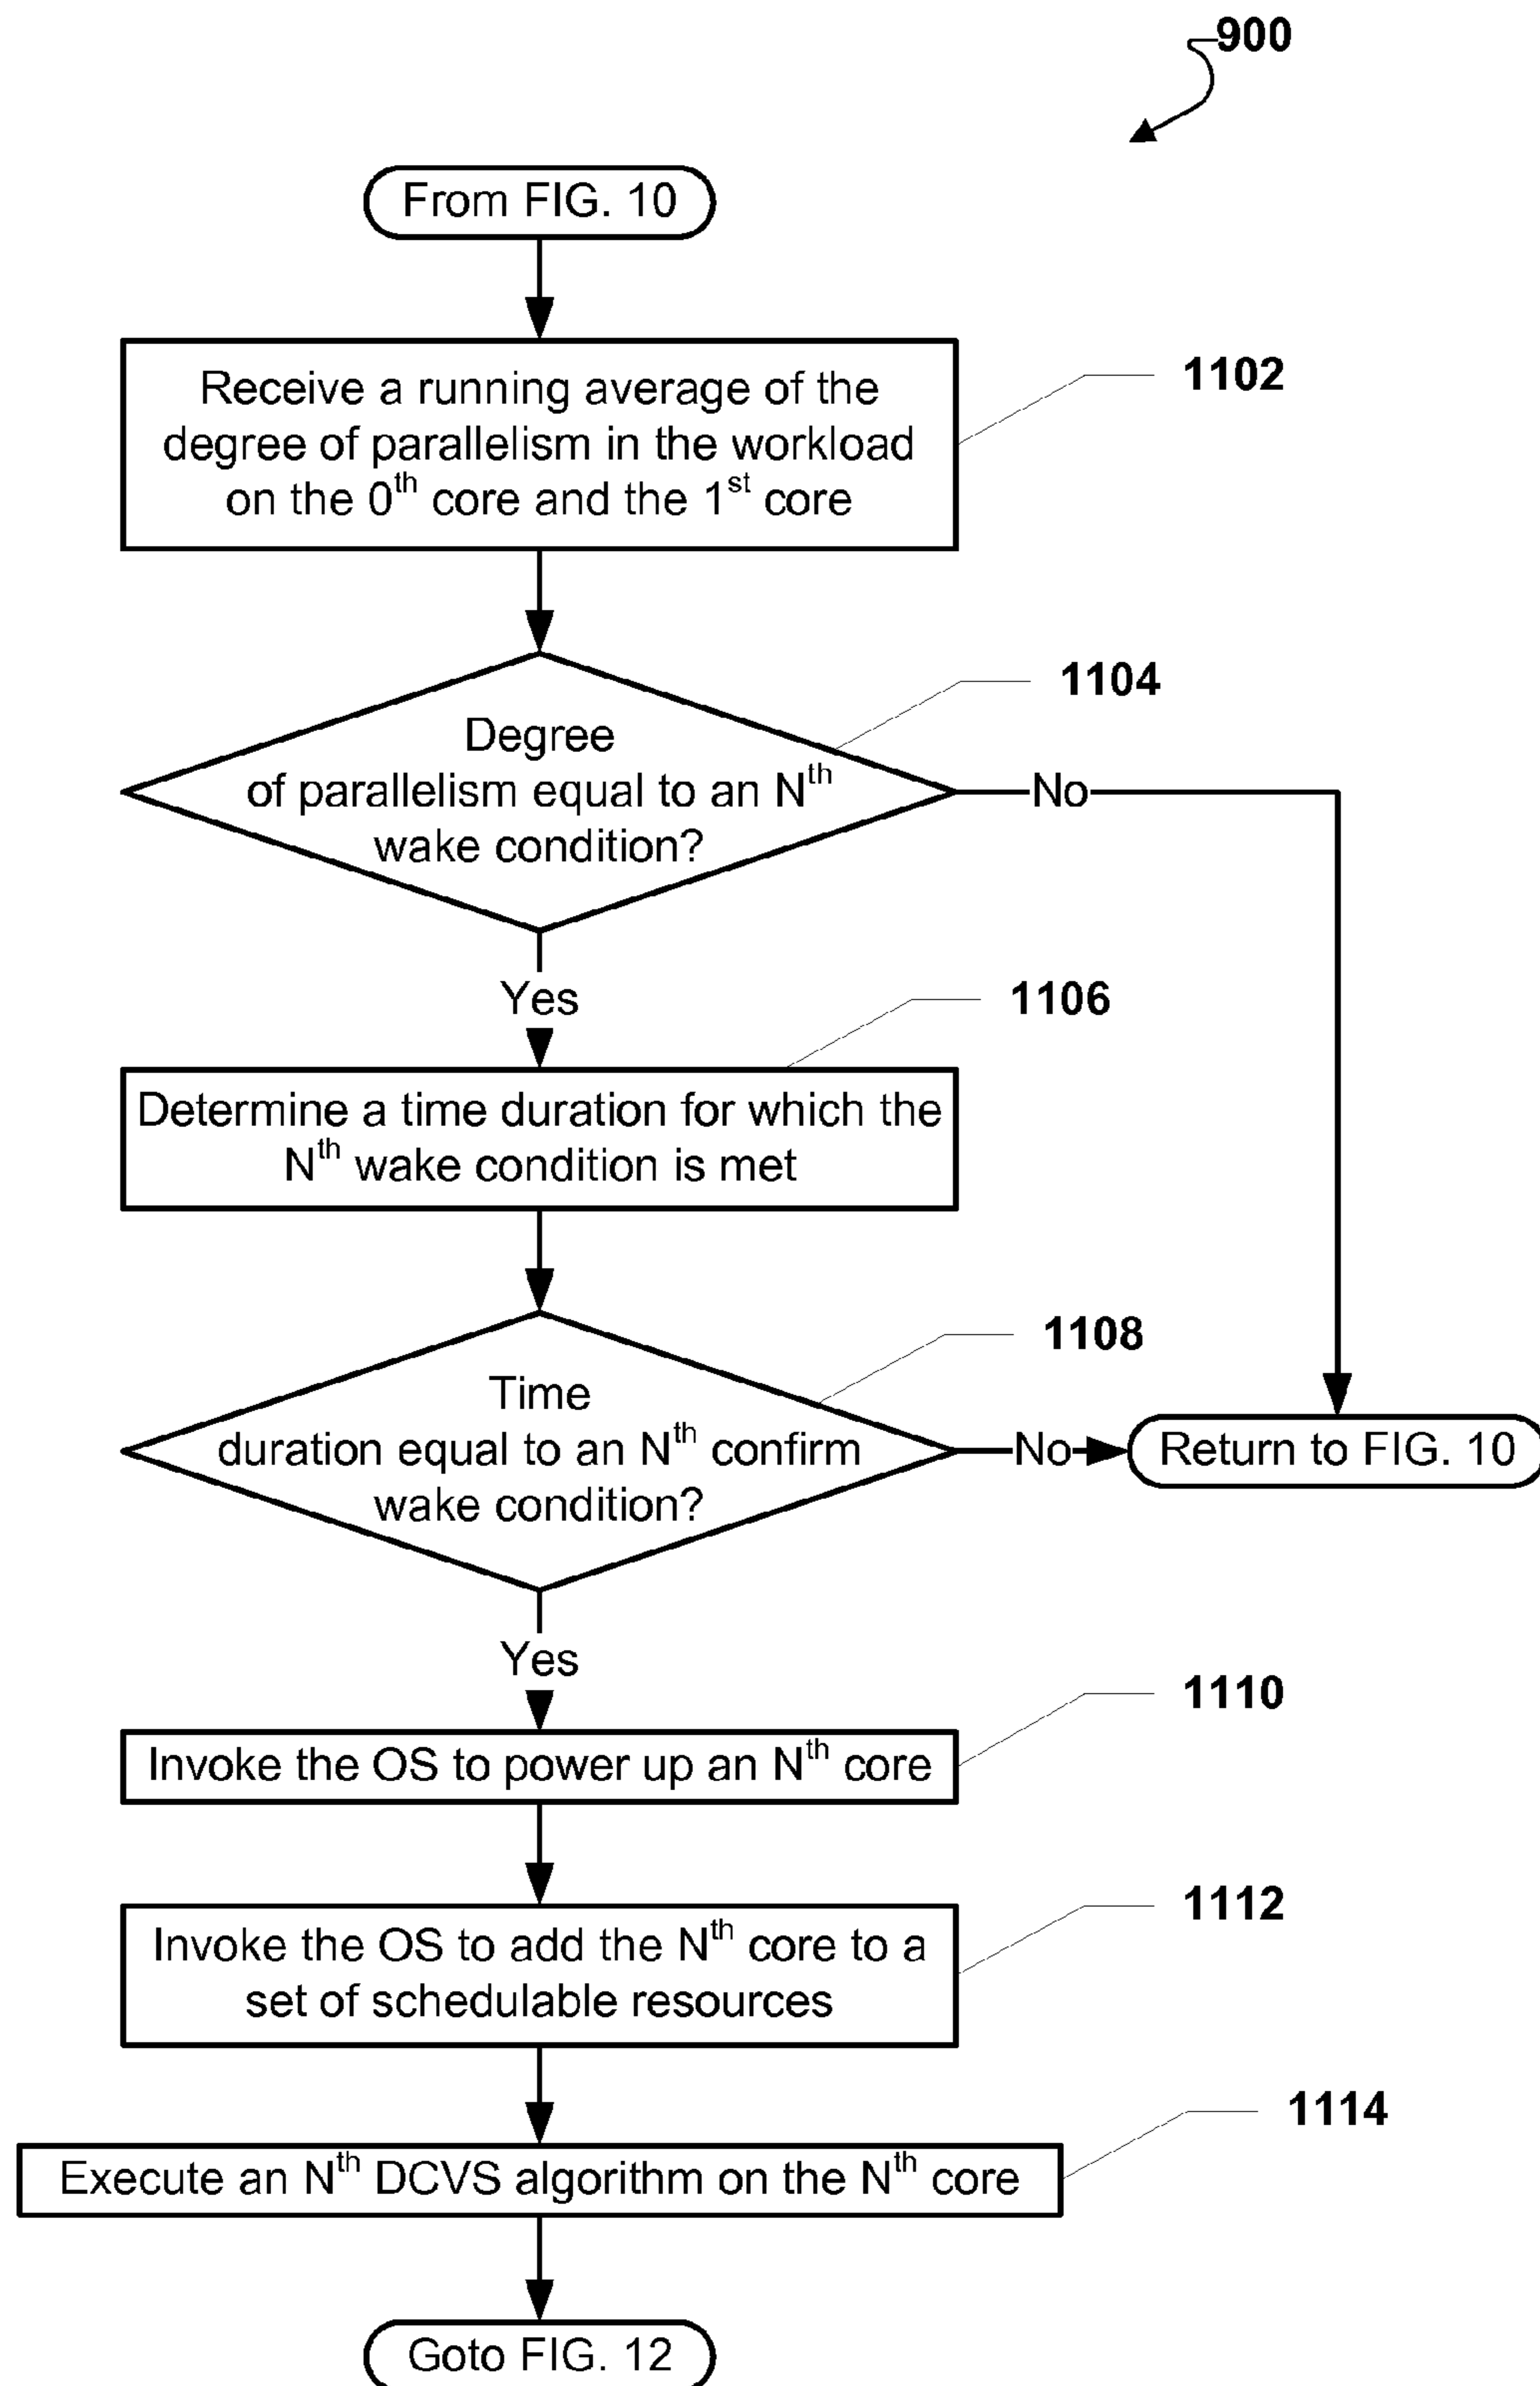 900
From FIG. 10
Receive a running average of the
degree of parallelism in the workload
on the 0th core and the 1st core
1102
Degree
of parallelism equal to an Nth
wake condition?
1104
No
Yes
1106
Determine a time duration for which the
Nth wake condition is met
Time
duration equal to an Nth confirm
wake condition?
1108
No
Return to FIG. 10
Yes
1110
Invoke the OS to power up an Nth core
1112
Invoke the OS to add the Nth core to a
set of schedulable resources
1114
Execute an Nth DCVS algorithm on the Nth core
Goto FIG. 12